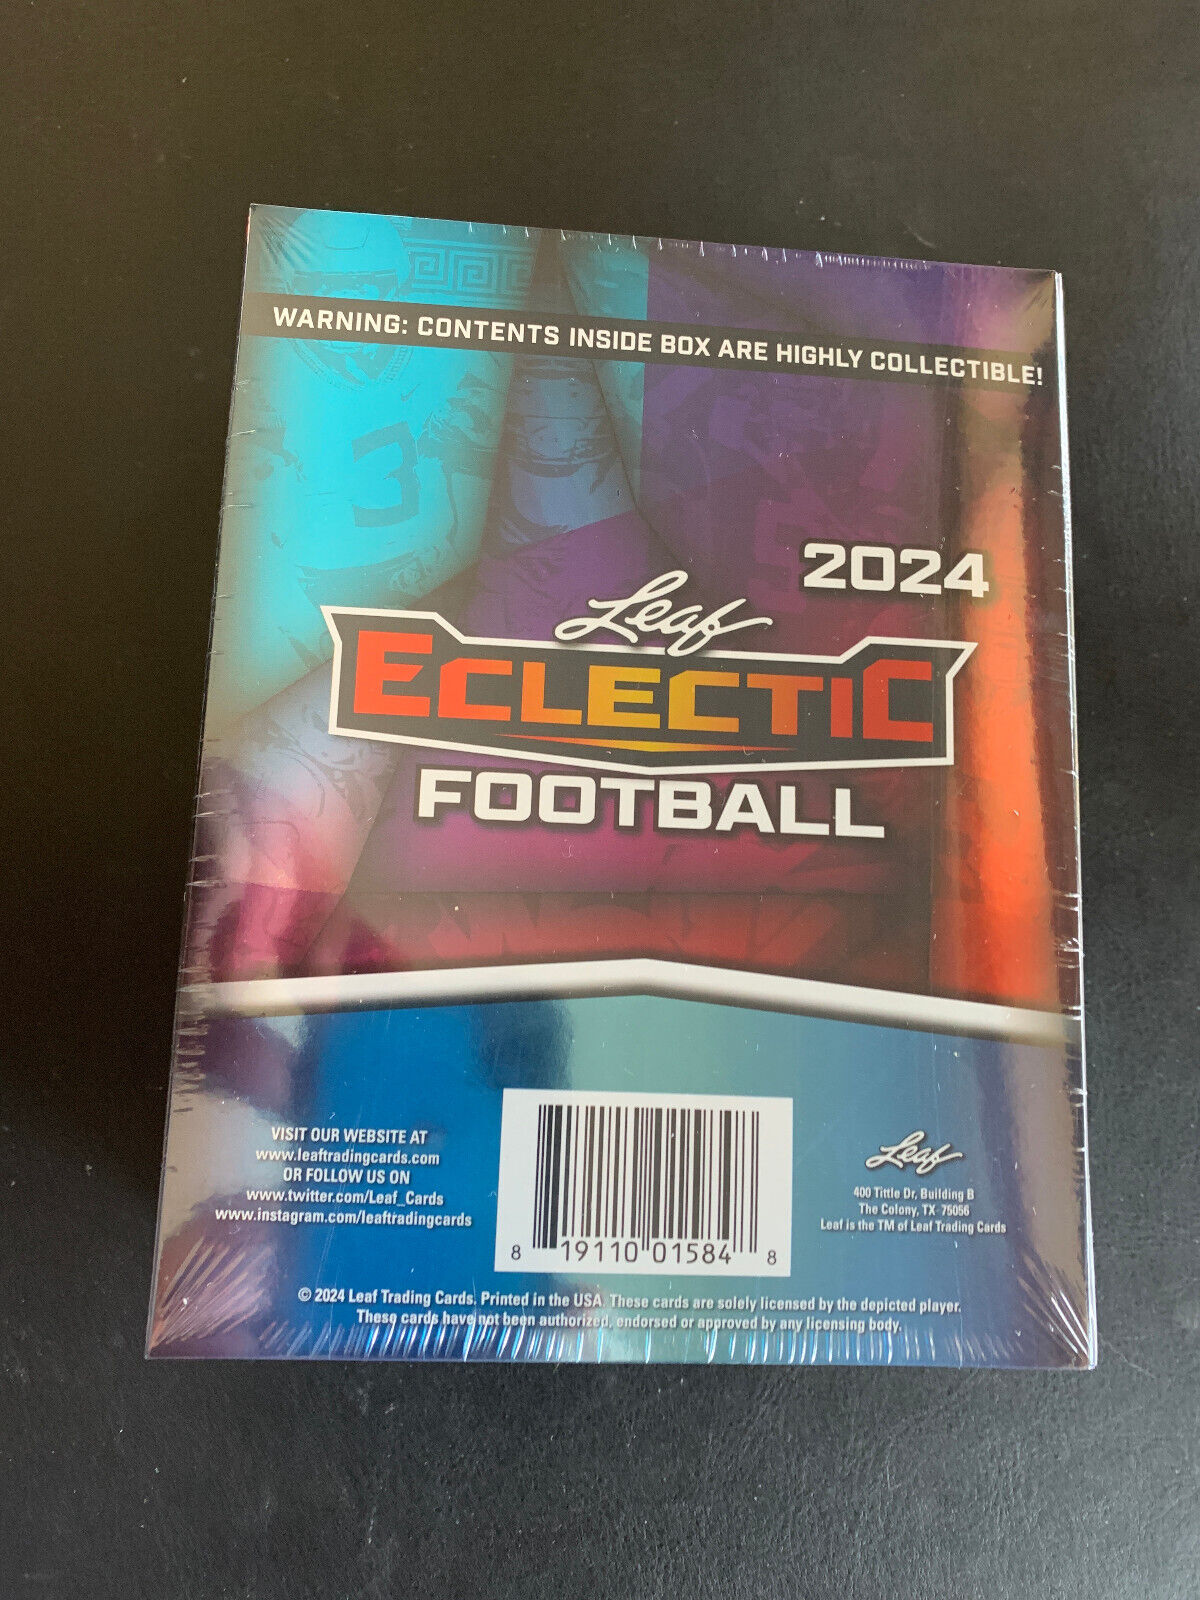 WARNING: CONTENTS INSIDE BOX ARE HIGHLY COLLECTIBLE!
3
2024
Leaf
ECLECTIC
FOOTBALL
VISIT OUR WEBSITE AT
www.leaftradingcards.com
OR FOLLOW US ON
www.twitter.com/Leaf_Cards
www.instagram.com/leaftradingcards
8 19110 01584 8
Leaf
400 Tittle Dr, Building B
The Colony, TX 75056
Leaf is the TM of Leaf Trading Cards
© 2024 Leaf Trading Cards. Printed in the USA. These cards are solely licensed by the depicted player.
These cards have not been authorized, endorsed or approved by any licensing body.